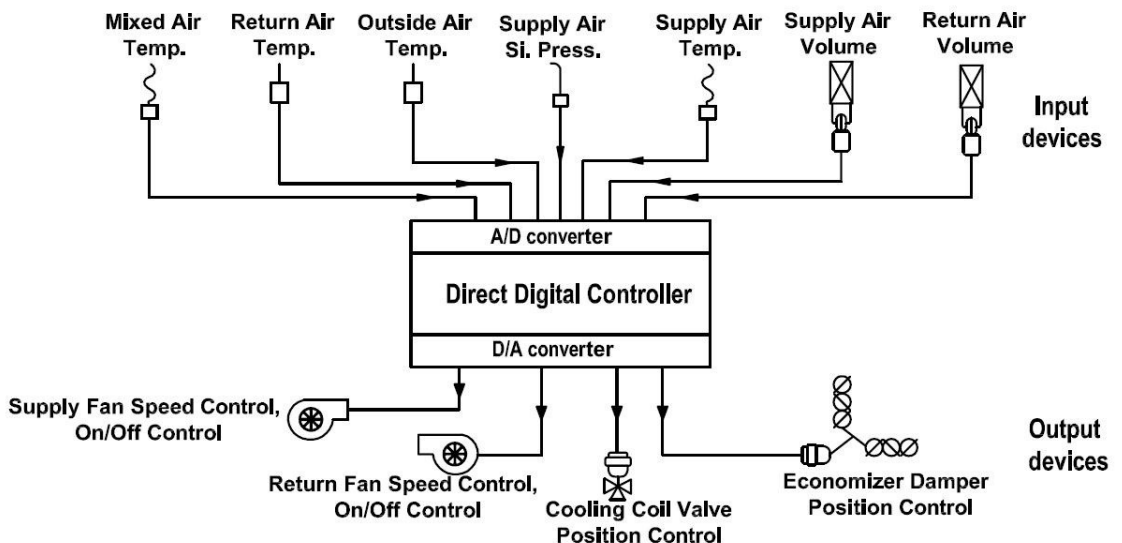 Mixed Air
Temp.
Return Air
Temp.
Outside Air
Temp.
Supply Air
Si. Press.
Supply Air
Temp.
Supply Air
Volume
Return Air
Volume
Input
devices
A/D converter
Direct Digital Controller
D/A converter
Supply Fan Speed Control,
On/Off Control
Return Fan Speed Control,
On/Off Control
Cooling Coil Valve
Position Control
Economizer Damper
Position Control
Output
devices